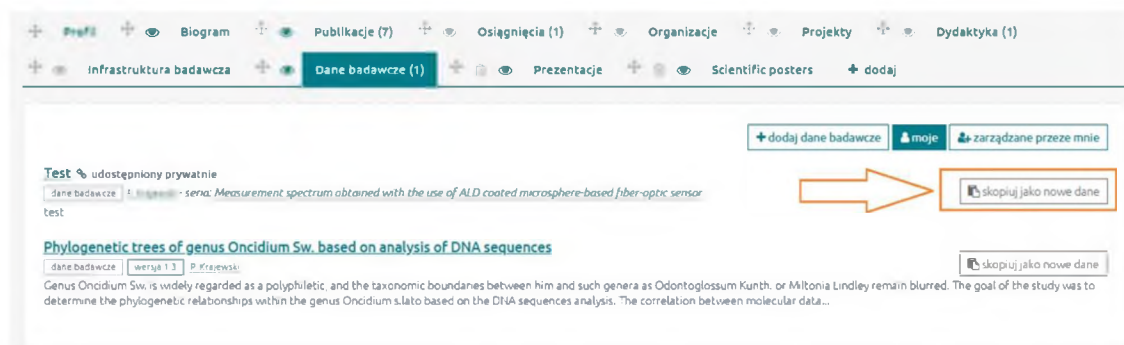 Profil Biogram Publikacje (7) Osiągnięcia (1) Organizacje Projekty Dydaktyka (1)
Infrastruktura badawcza Dane badawcze (1) Prezentacje Scientific posters + dodaj
+ dodaj dane badawcze moje zarządzane przeze mnie
Test udostępniony prywatnie
dane badawcze - seria: Measurement spectrum obtained with the use of ALD coated microsphere-based fiber-optic sensor
skopiuj jako nowe dane
test
Phylogenetic trees of genus Oncidium Sw. based on analysis of DNA sequences
dane badawcze wersja 1.3 P. Krajewski
skopiuj jako nowe dane
Genus Oncidium Sw. is widely regarded as a polyphiletic, and the taxonomic boundaries between him and such genera as Odontoglossum Kunth. or Miltonia Lindley remain blurred. The goal of the study was to
determine the phylogenetic relationships within the genus Oncidium s.lato based on the DNA sequences analysis. The correlation between molecular data...